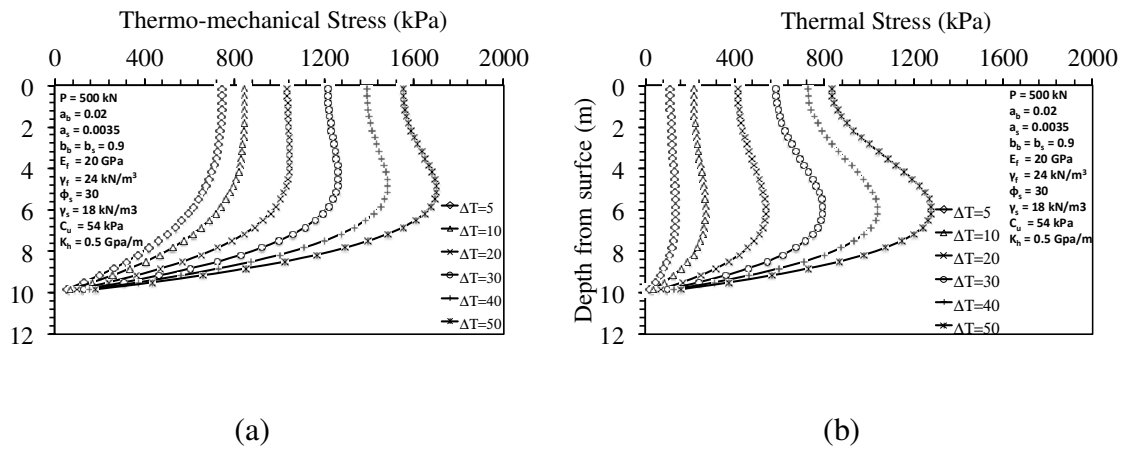 Thermo-mechanical Stress (kPa)
0 400 800 1200 1600 2000
0
2
4
6
8
10
12
P = 500 kN
a_b = 0.02
a_s = 0.0035
b_b = b_s = 0.9
E_f = 20 GPa
γ_f = 24 kN/m³
ϕ_s = 30
γ_s = 18 kN/m3
C_u = 54 kPa
K_h = 0.5 Gpa/m
ΔT=5
ΔT=10
ΔT=20
ΔT=30
ΔT=40
ΔT=50
(a)
Thermal Stress (kPa)
0 400 800 1200 1600 2000
Depth from surfce (m)
0
2
4
6
8
10
12
P = 500 kN
a_b = 0.02
a_s = 0.0035
b_b = b_s = 0.9
E_f = 20 GPa
γ_f = 24 kN/m³
ϕ_s = 30
γ_s = 18 kN/m3
C_u = 54 kPa
K_h = 0.5 Gpa/m
ΔT=5
ΔT=10
ΔT=20
ΔT=30
ΔT=40
ΔT=50
(b)